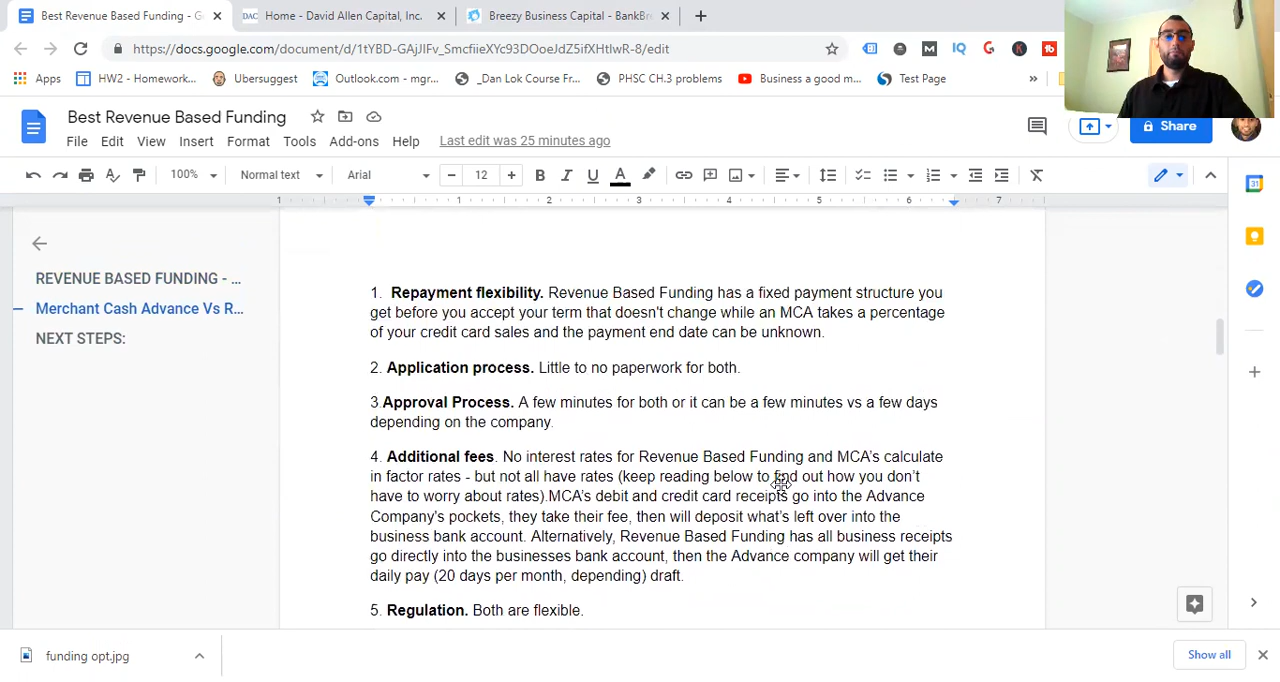 Best Revenue Based Funding - G
Home - David Allen Capital, Inc.
Breezy Business Capital - BankBr
https://docs.google.com/document/d/1tYBD-GAjJIFv_SmcfiieXYc93DOoeJdZ5ifXHtIwR-8/edit
Apps
HW2 - Homework...
Ubersuggest
Outlook.com - mgr...
_Dan Lok Course Fr...
PHSC CH.3 problems
Business a good m...
Test Page
»
Best Revenue Based Funding
File Edit View Insert Format Tools Add-ons Help
Last edit was 25 minutes ago
Share
100% Normal text Arial 12
1 1 2 3 4 5 6 7
REVENUE BASED FUNDING - ...
Merchant Cash Advance Vs R...
NEXT STEPS:
1. Repayment flexibility. Revenue Based Funding has a fixed payment structure you
get before you accept your term that doesn't change while an MCA takes a percentage
of your credit card sales and the payment end date can be unknown.
2. Application process. Little to no paperwork for both.
3.Approval Process. A few minutes for both or it can be a few minutes vs a few days
depending on the company.
4. Additional fees. No interest rates for Revenue Based Funding and MCA's calculate
in factor rates - but not all have rates (keep reading below to find out how you don't
have to worry about rates).MCA's debit and credit card receipts go into the Advance
Company's pockets, they take their fee, then will deposit what's left over into the
business bank account. Alternatively, Revenue Based Funding has all business receipts
go directly into the businesses bank account, then the Advance company will get their
daily pay (20 days per month, depending) draft.
5. Regulation. Both are flexible.
funding opt.jpg
Show all